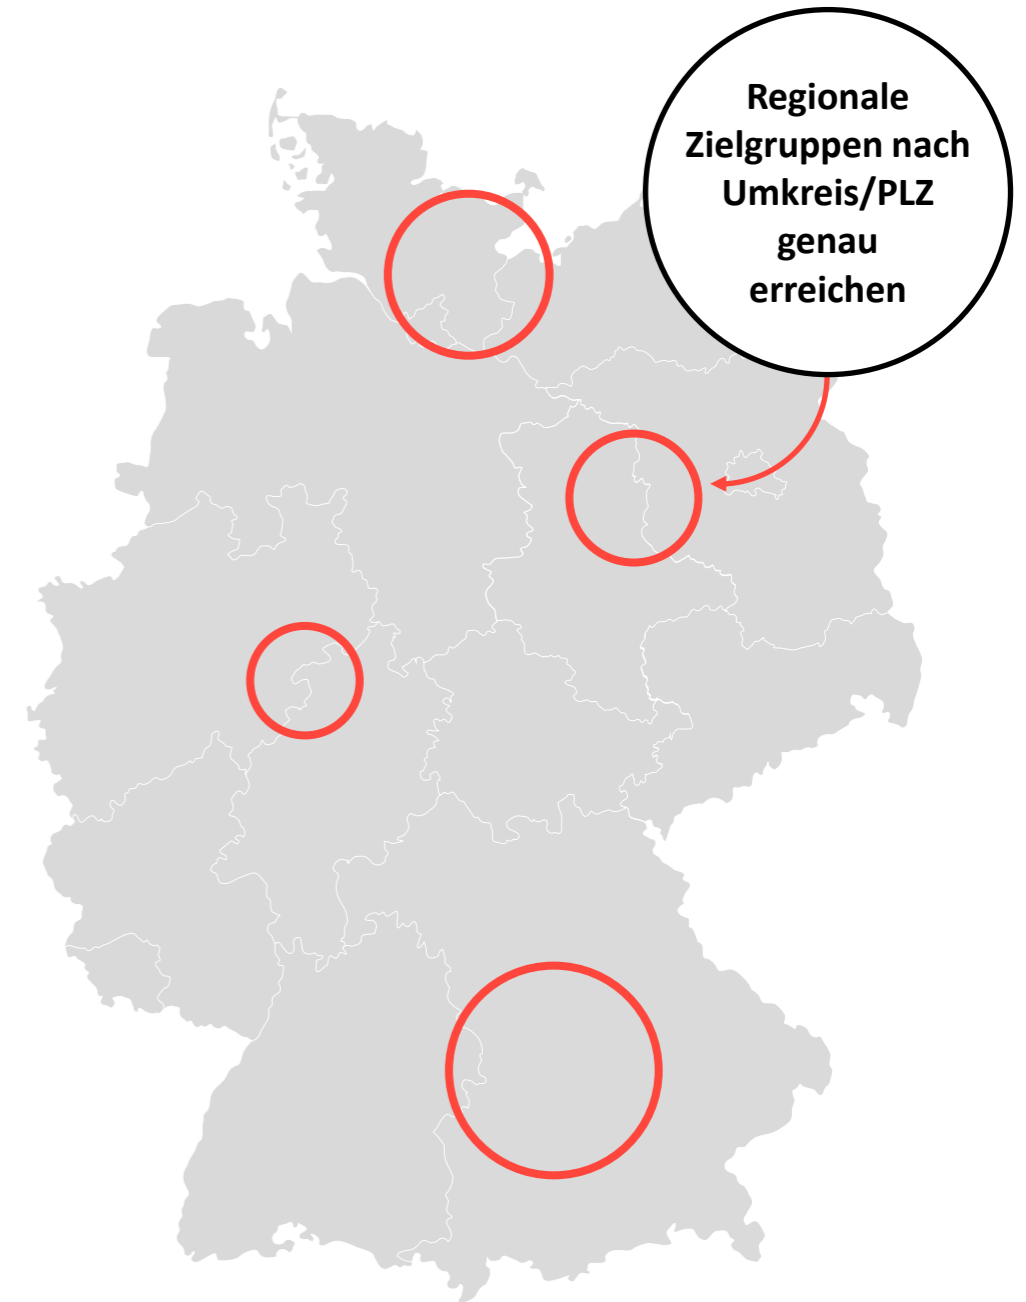 Regionale
Zielgruppen nach
Umkreis/PLZ
genau
erreichen